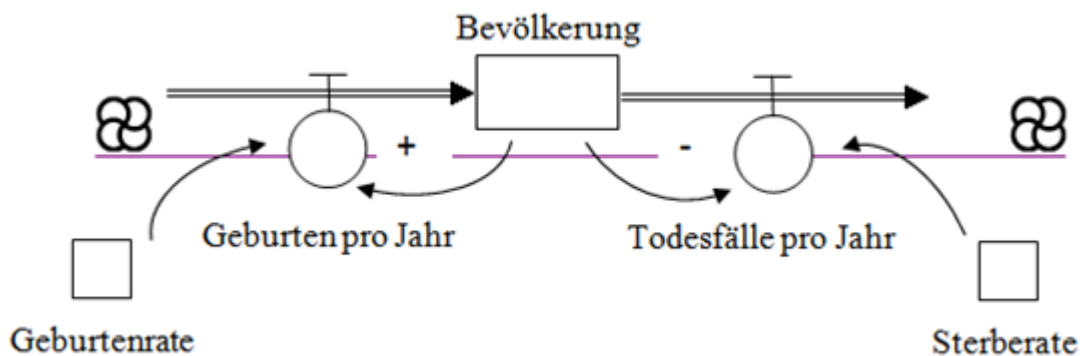 Bevölkerung
+
-
Geburten pro Jahr
Todesfälle pro Jahr
Geburtenrate
Sterberate